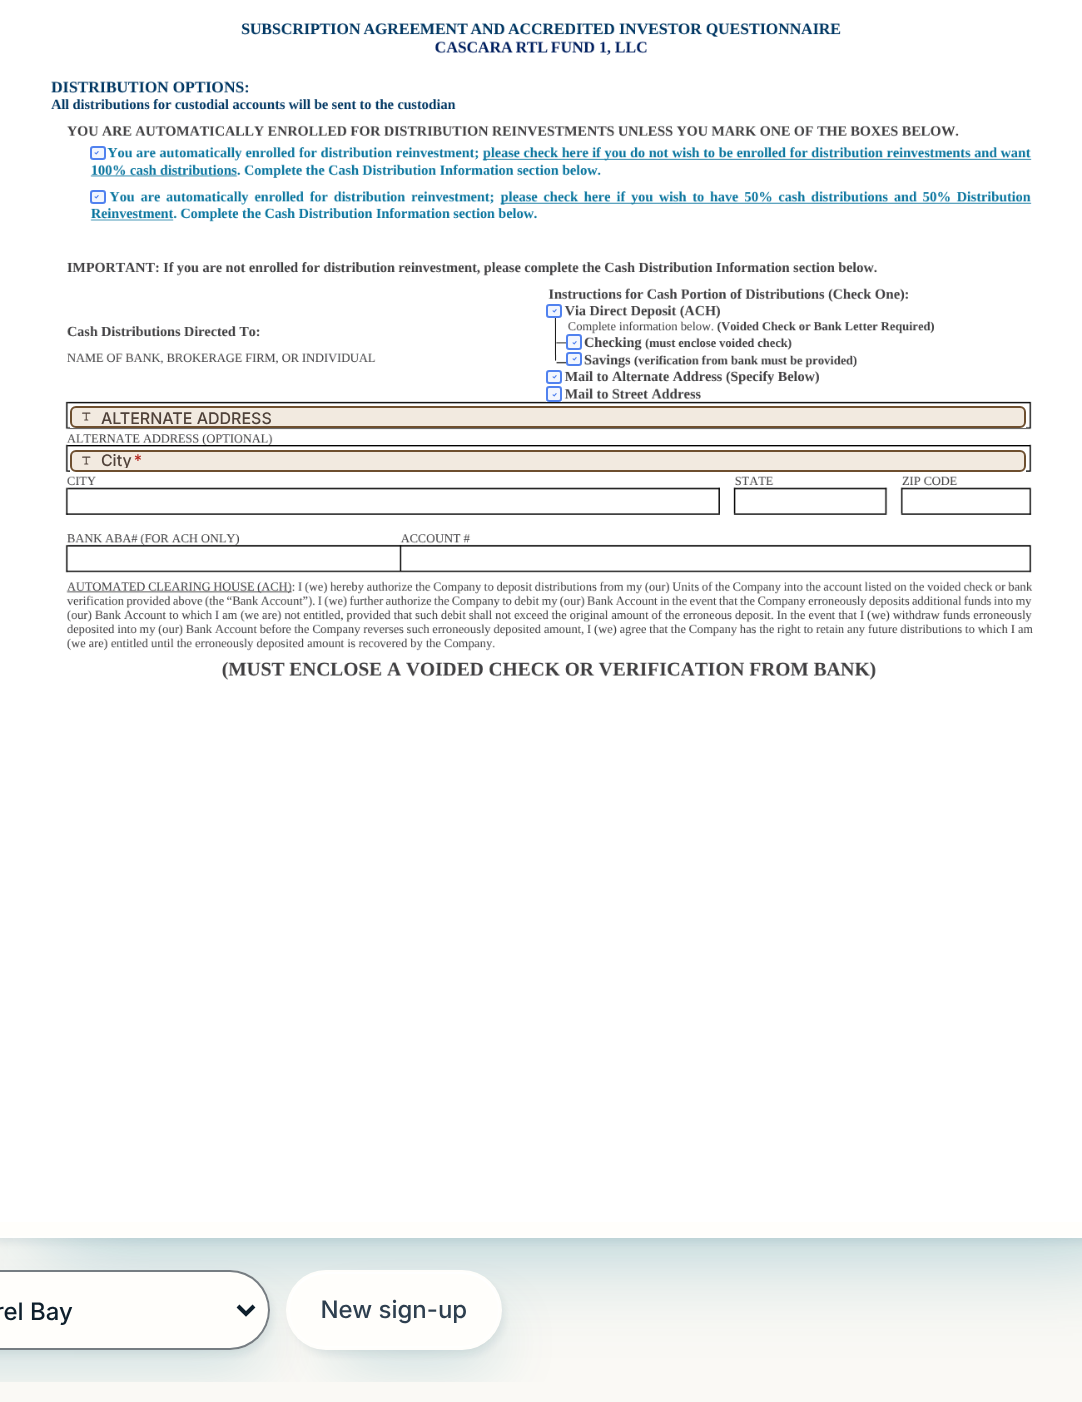 SUBSCRIPTION AGREEMENT AND ACCREDITED INVESTOR QUESTIONNAIRE
CASCARA RTL FUND 1, LLC
DISTRIBUTION OPTIONS:
All distributions for custodial accounts will be sent to the custodian
YOU ARE AUTOMATICALLY ENROLLED FOR DISTRIBUTION REINVESTMENTS UNLESS YOU MARK ONE OF THE BOXES BELOW.
You are automatically enrolled for distribution reinvestment; please check here if you do not wish to be enrolled for distribution reinvestments and want
100% cash distributions. Complete the Cash Distribution Information section below.
You are automatically enrolled for distribution reinvestment; please check here if you wish to have 50% cash distributions and 50% Distribution
Reinvestment. Complete the Cash Distribution Information section below.
IMPORTANT: If you are not enrolled for distribution reinvestment, please complete the Cash Distribution Information section below.
Instructions for Cash Portion of Distributions (Check One):
Via Direct Deposit (ACH)
Complete information below. (Voided Check or Bank Letter Required)
Cash Distributions Directed To:
Checking (must enclose voided check)
NAME OF BANK, BROKERAGE FIRM, OR INDIVIDUAL
Savings (verification from bank must be provided)
Mail to Alternate Address (Specify Below)
Mail to Street Address
T ALTERNATE ADDRESS
ALTERNATE ADDRESS (OPTIONAL)
T City*
CITY STATE ZIP CODE
BANK ABA# (FOR ACH ONLY) ACCOUNT #
AUTOMATED CLEARING HOUSE (ACH): I (we) hereby authorize the Company to deposit distributions from my (our) Units of the Company into the account listed on the voided check or bank
verification provided above (the “Bank Account”). I (we) further authorize the Company to debit my (our) Bank Account in the event that the Company erroneously deposits additional funds into my
(our) Bank Account to which I am (we are) not entitled, provided that such debit shall not exceed the original amount of the erroneous deposit. In the event that I (we) withdraw funds erroneously
deposited into my (our) Bank Account before the Company reverses such erroneously deposited amount, I (we) agree that the Company has the right to retain any future distributions to which I am
(we are) entitled until the erroneously deposited amount is recovered by the Company.
(MUST ENCLOSE A VOIDED CHECK OR VERIFICATION FROM BANK)
rel Bay
New sign-up